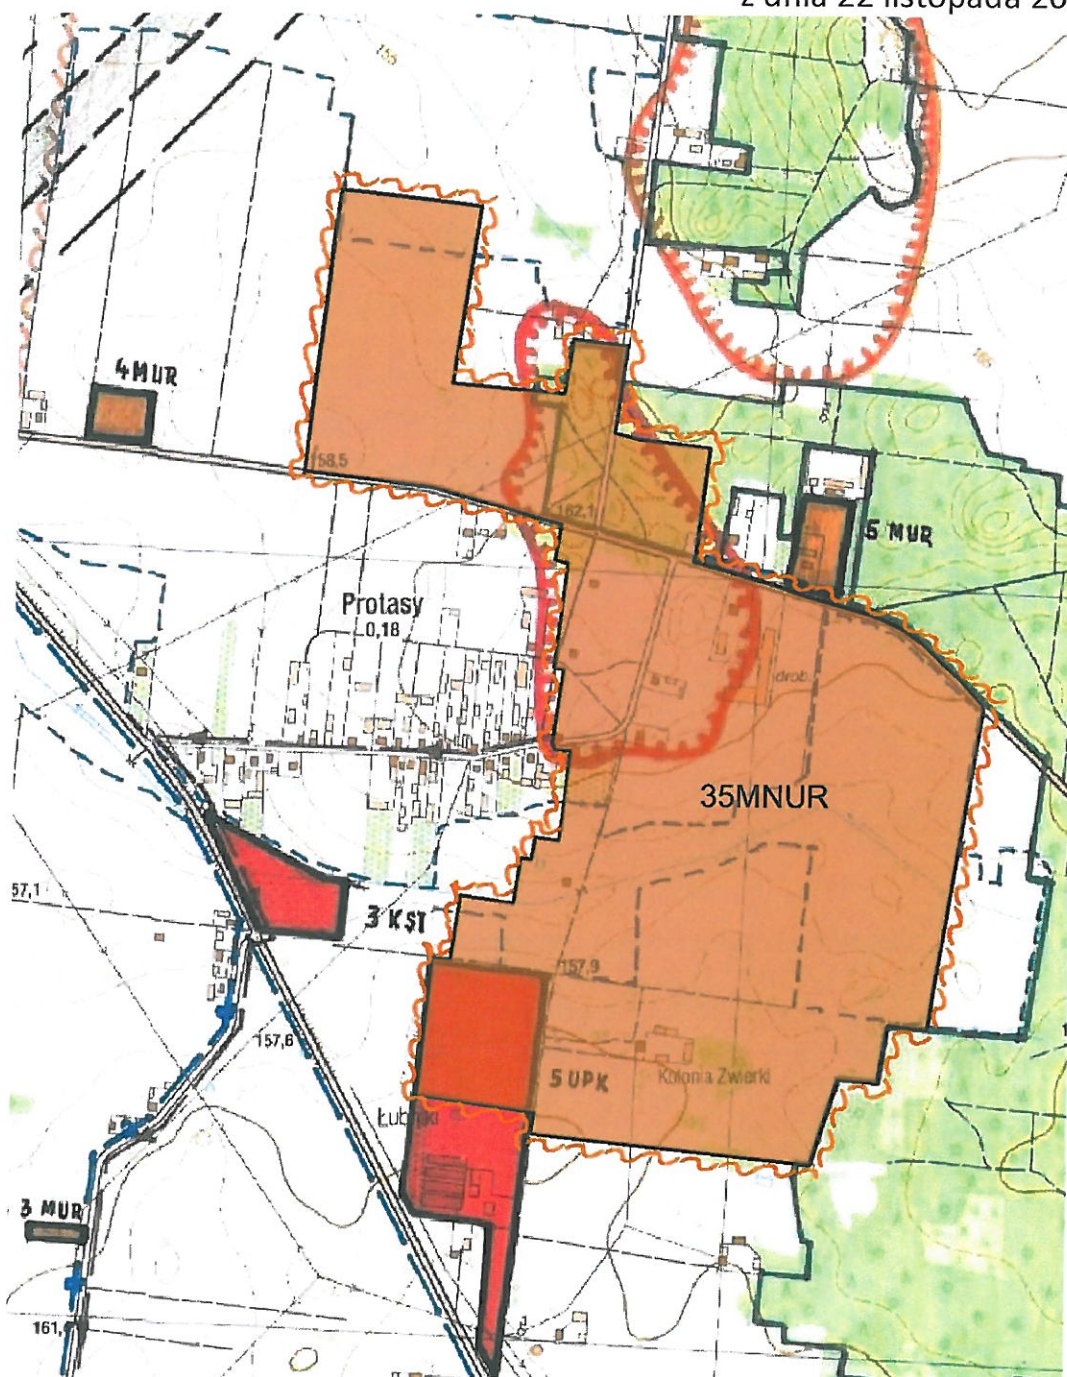 z dnia 22 listopada 20
155
4MUR
158,5
162,1
5 MUR
Protasy
0,18
drob.
35MNUR
57,1
3 KST
157,9
157,6
5 UPK
Kolonia Zwierki
3 MUR
161,